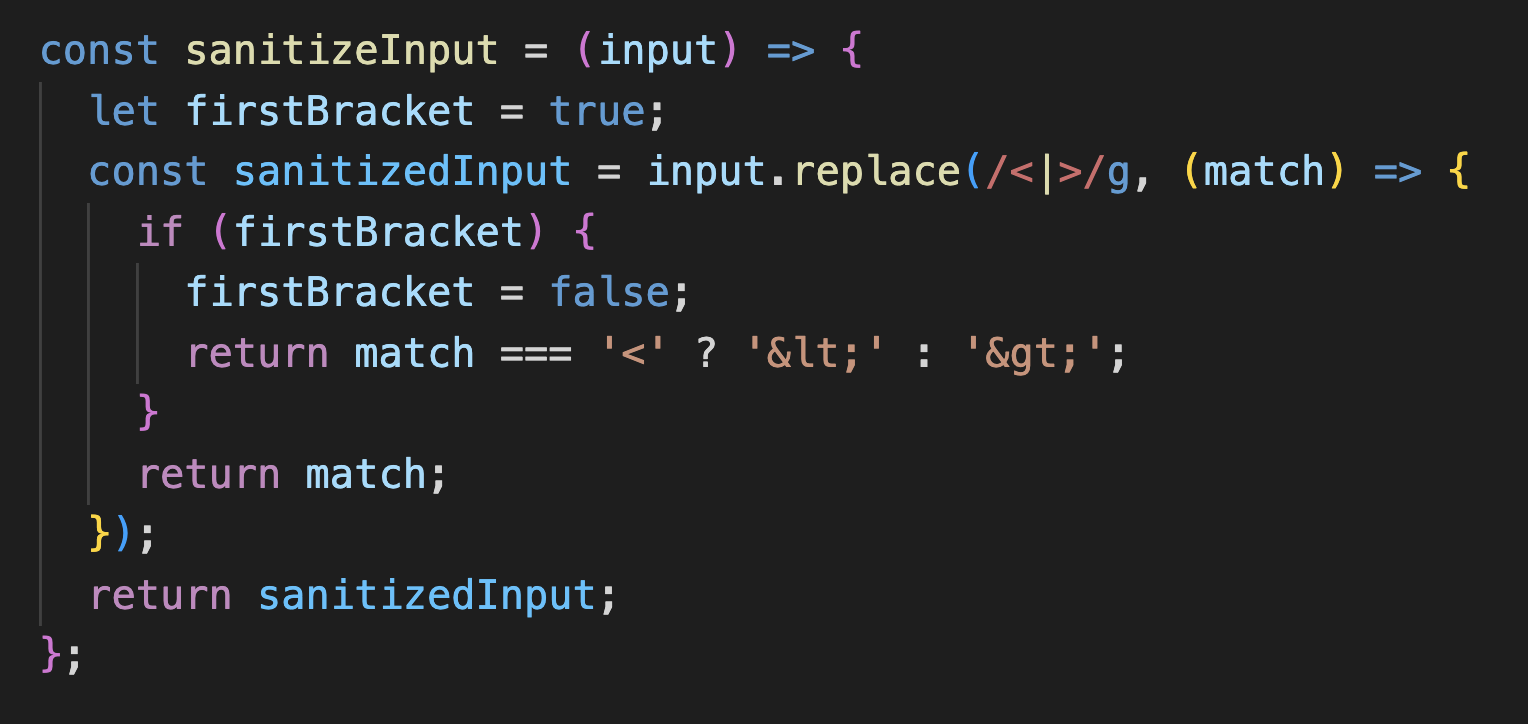 const sanitizeInput = (input) => {
  let firstBracket = true;
  const sanitizedInput = input.replace(/<|>/g, (match) => {
    if (firstBracket) {
      firstBracket = false;
      return match === '<' ? '&lt;' : '&gt;';
    }
    return match;
  });
  return sanitizedInput;
};